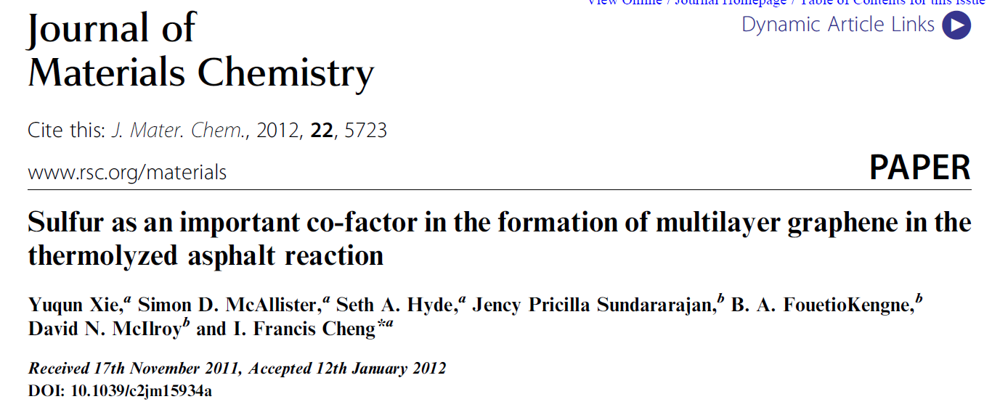 View Online / Journal Homepage / Table of Contents for this issue
Journal of
Materials Chemistry
Dynamic Article Links
Cite this: J. Mater. Chem., 2012, 22, 5723
www.rsc.org/materials
PAPER
Sulfur as an important co-factor in the formation of multilayer graphene in the
thermolyzed asphalt reaction
Yuqun Xie,a Simon D. McAllister,a Seth A. Hyde,a Jency Pricilla Sundararajan,b B. A. FouetioKengne,b
David N. McIlroyb and I. Francis Cheng*a
Received 17th November 2011, Accepted 12th January 2012
DOI: 10.1039/c2jm15934a